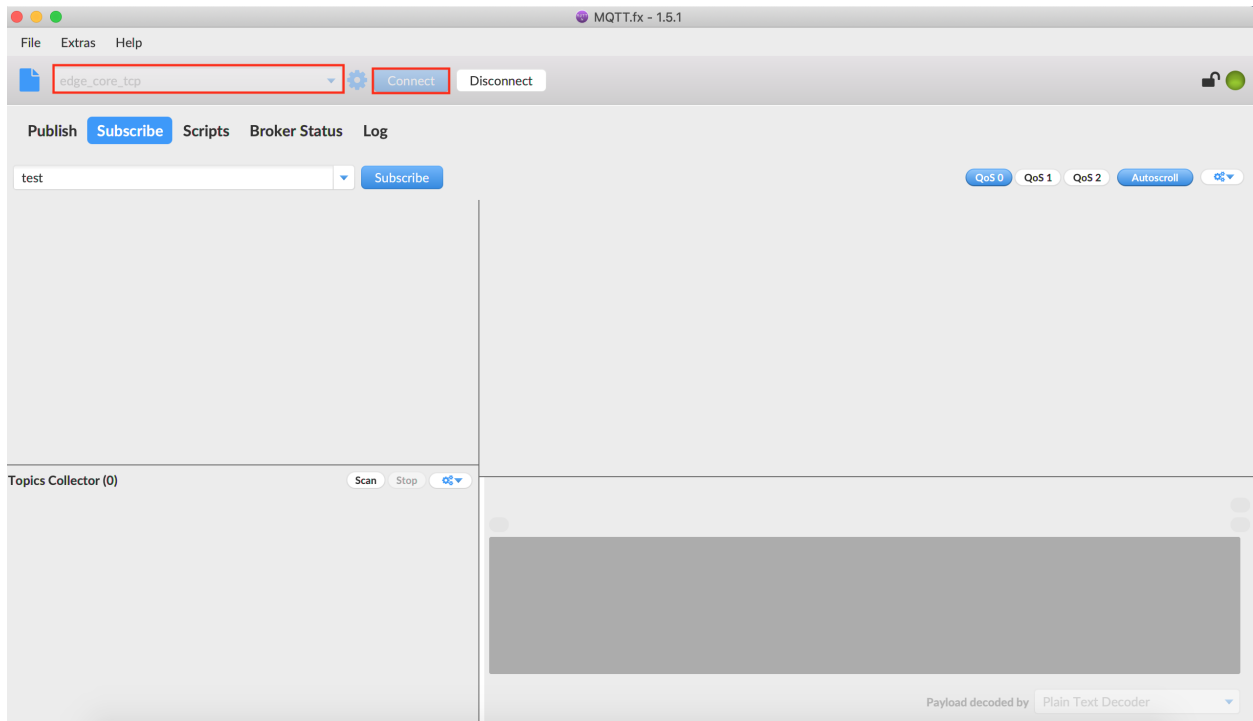 MQTT.fx - 1.5.1
File Extras Help
edge_core_tcp Connect Disconnect
Publish Subscribe Scripts Broker Status Log
test Subscribe QoS 0 QoS 1 QoS 2 Autoscroll
Topics Collector (0) Scan Stop
Payload decoded by Plain Text Decoder